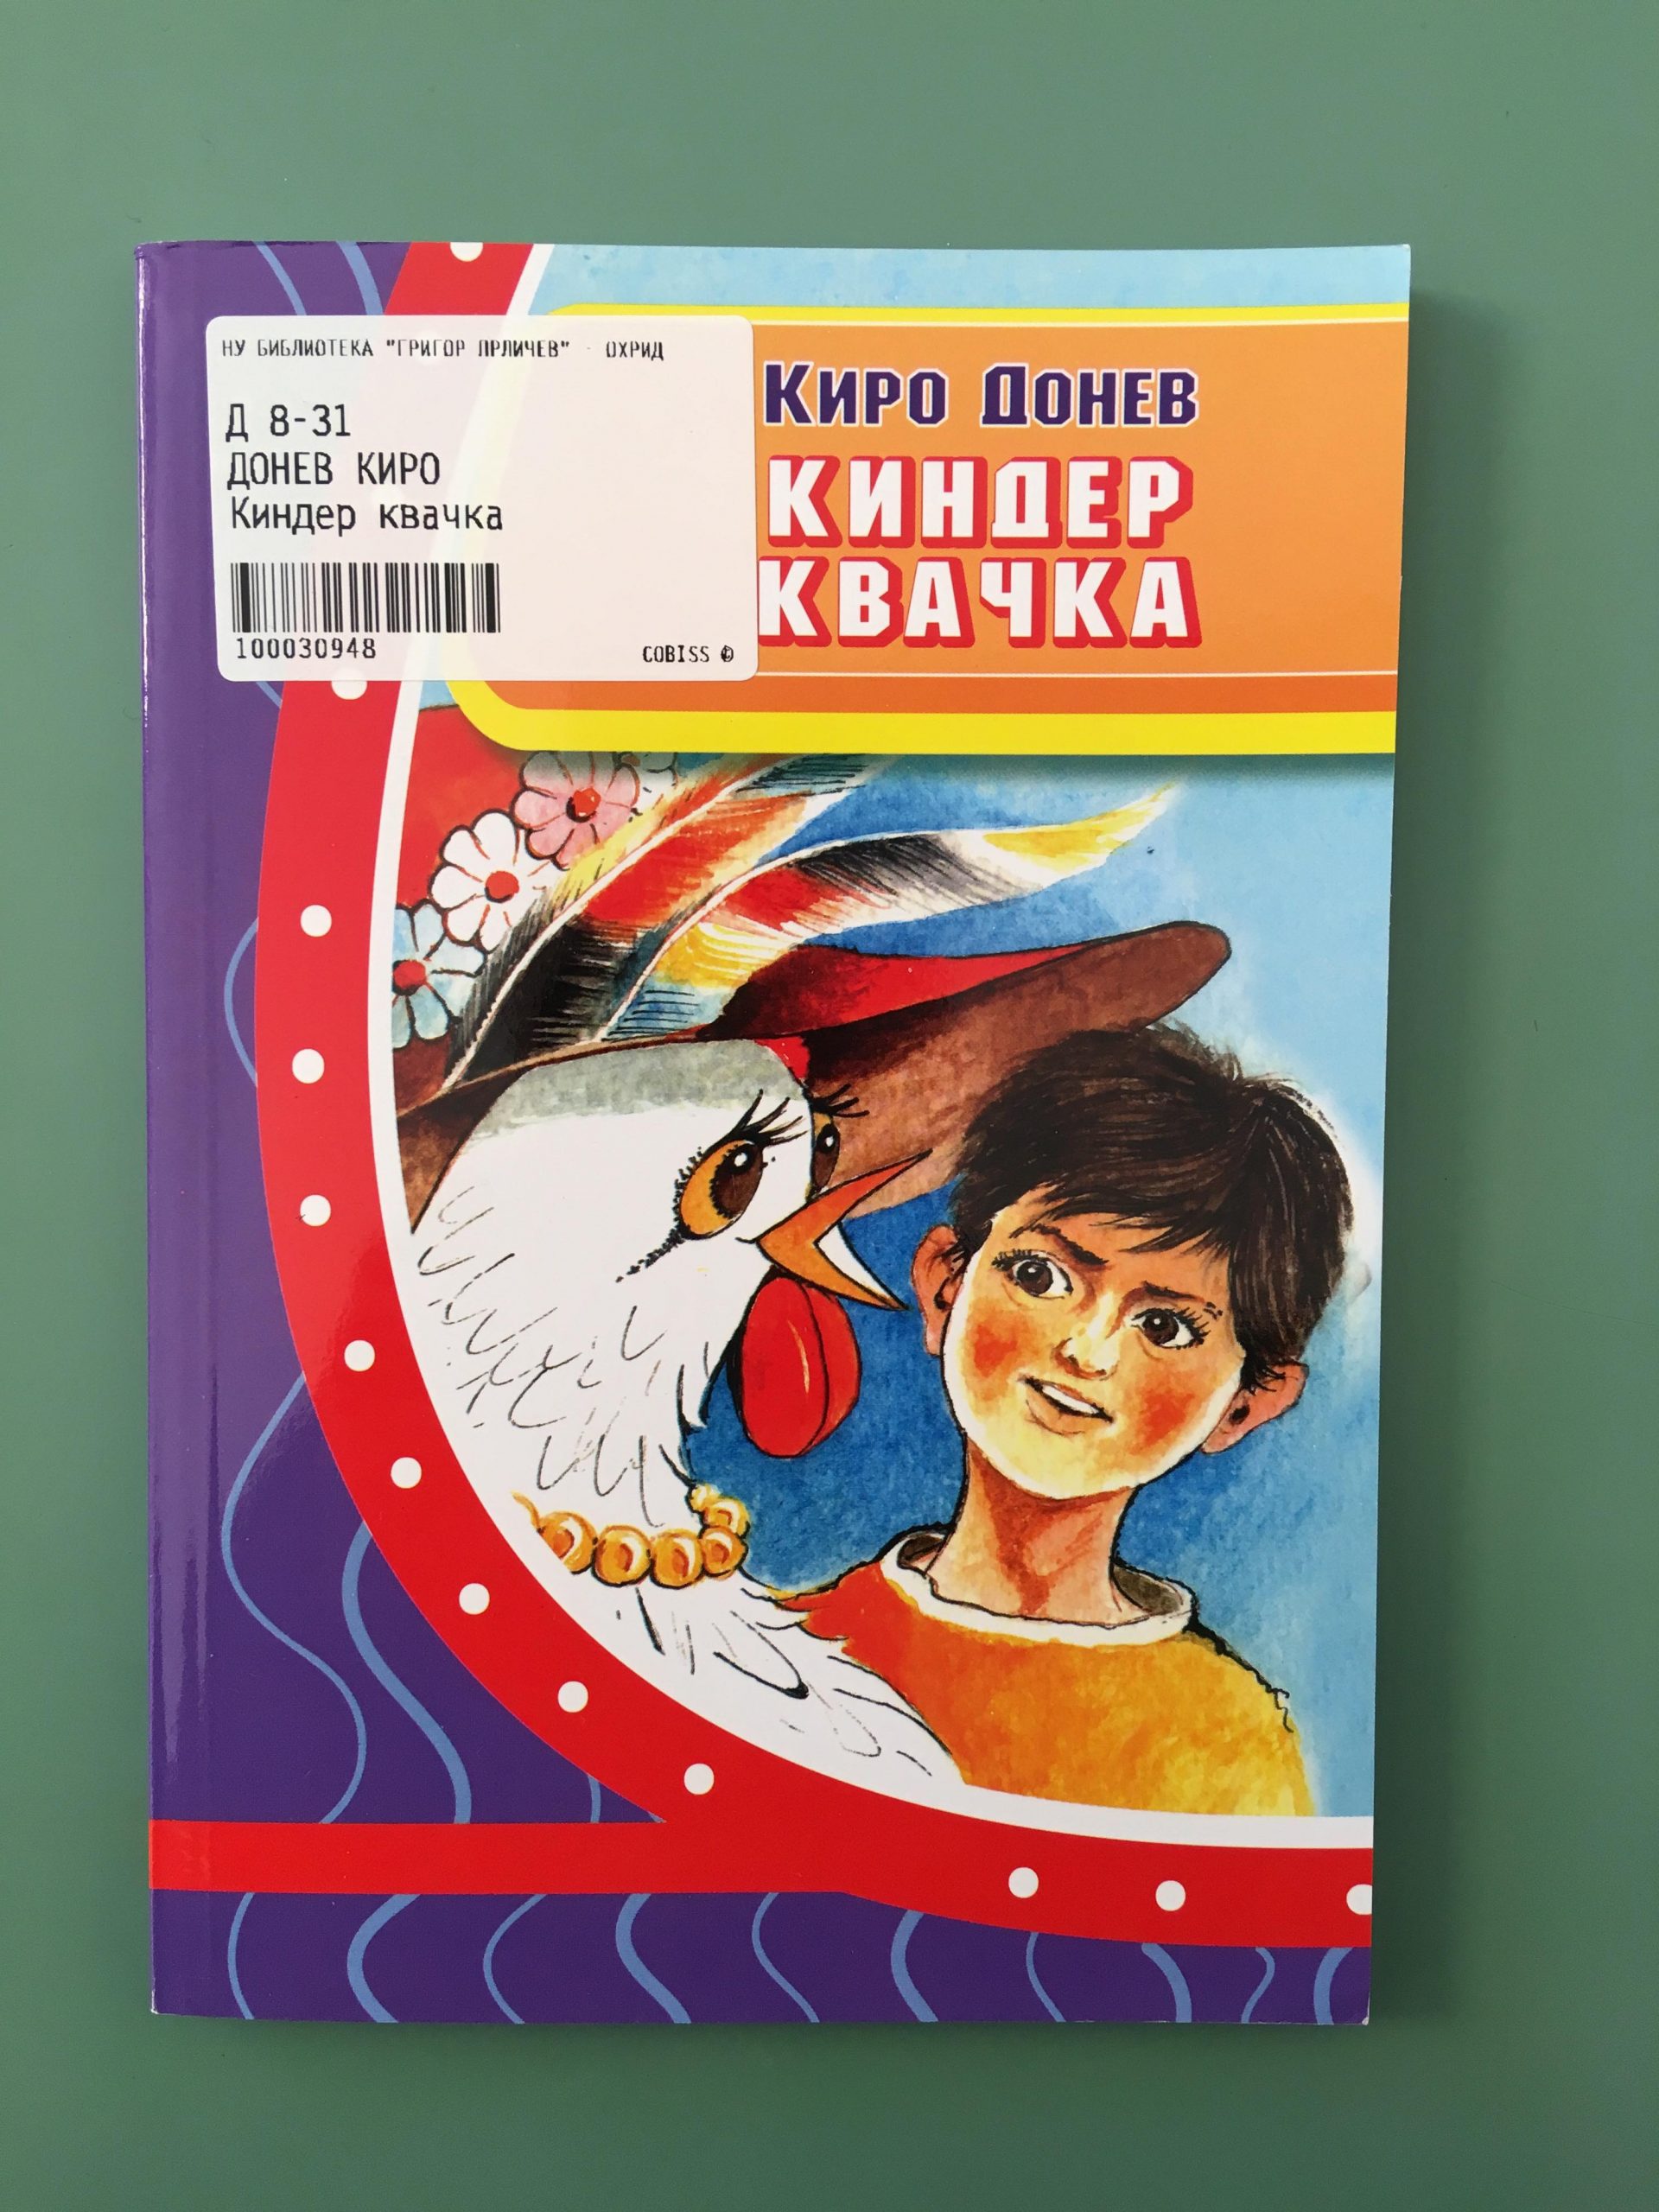 НУ БИБЛИОТЕКА "ГРИГОР ПРЛИЧЕВ" - ОХРИД
Д 8-31
ДОНЕВ КИРО
Киндер квачка
100030948
COBISS ©
КИРО ДОНЕВ
КИНДЕР
КВАЧКА